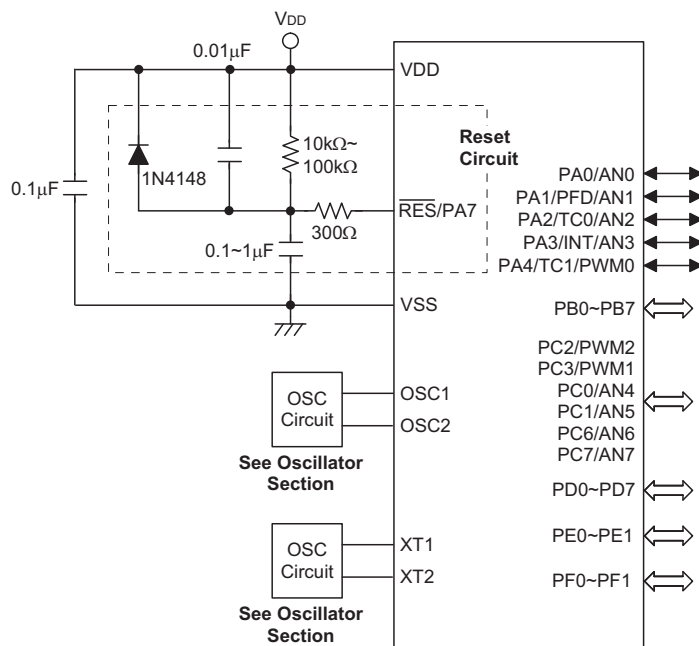 VDD
0.01μF
VDD
10kΩ~
100kΩ
Reset
Circuit
1N4148
0.1μF
RES/PA7
300Ω
0.1~1μF
VSS
OSC
Circuit
OSC1
OSC2
See Oscillator
Section
OSC
Circuit
XT1
XT2
See Oscillator
Section
PA0/AN0
PA1/PFD/AN1
PA2/TC0/AN2
PA3/INT/AN3
PA4/TC1/PWM0
PB0~PB7
PC2/PWM2
PC3/PWM1
PC0/AN4
PC1/AN5
PC6/AN6
PC7/AN7
PD0~PD7
PE0~PE1
PF0~PF1